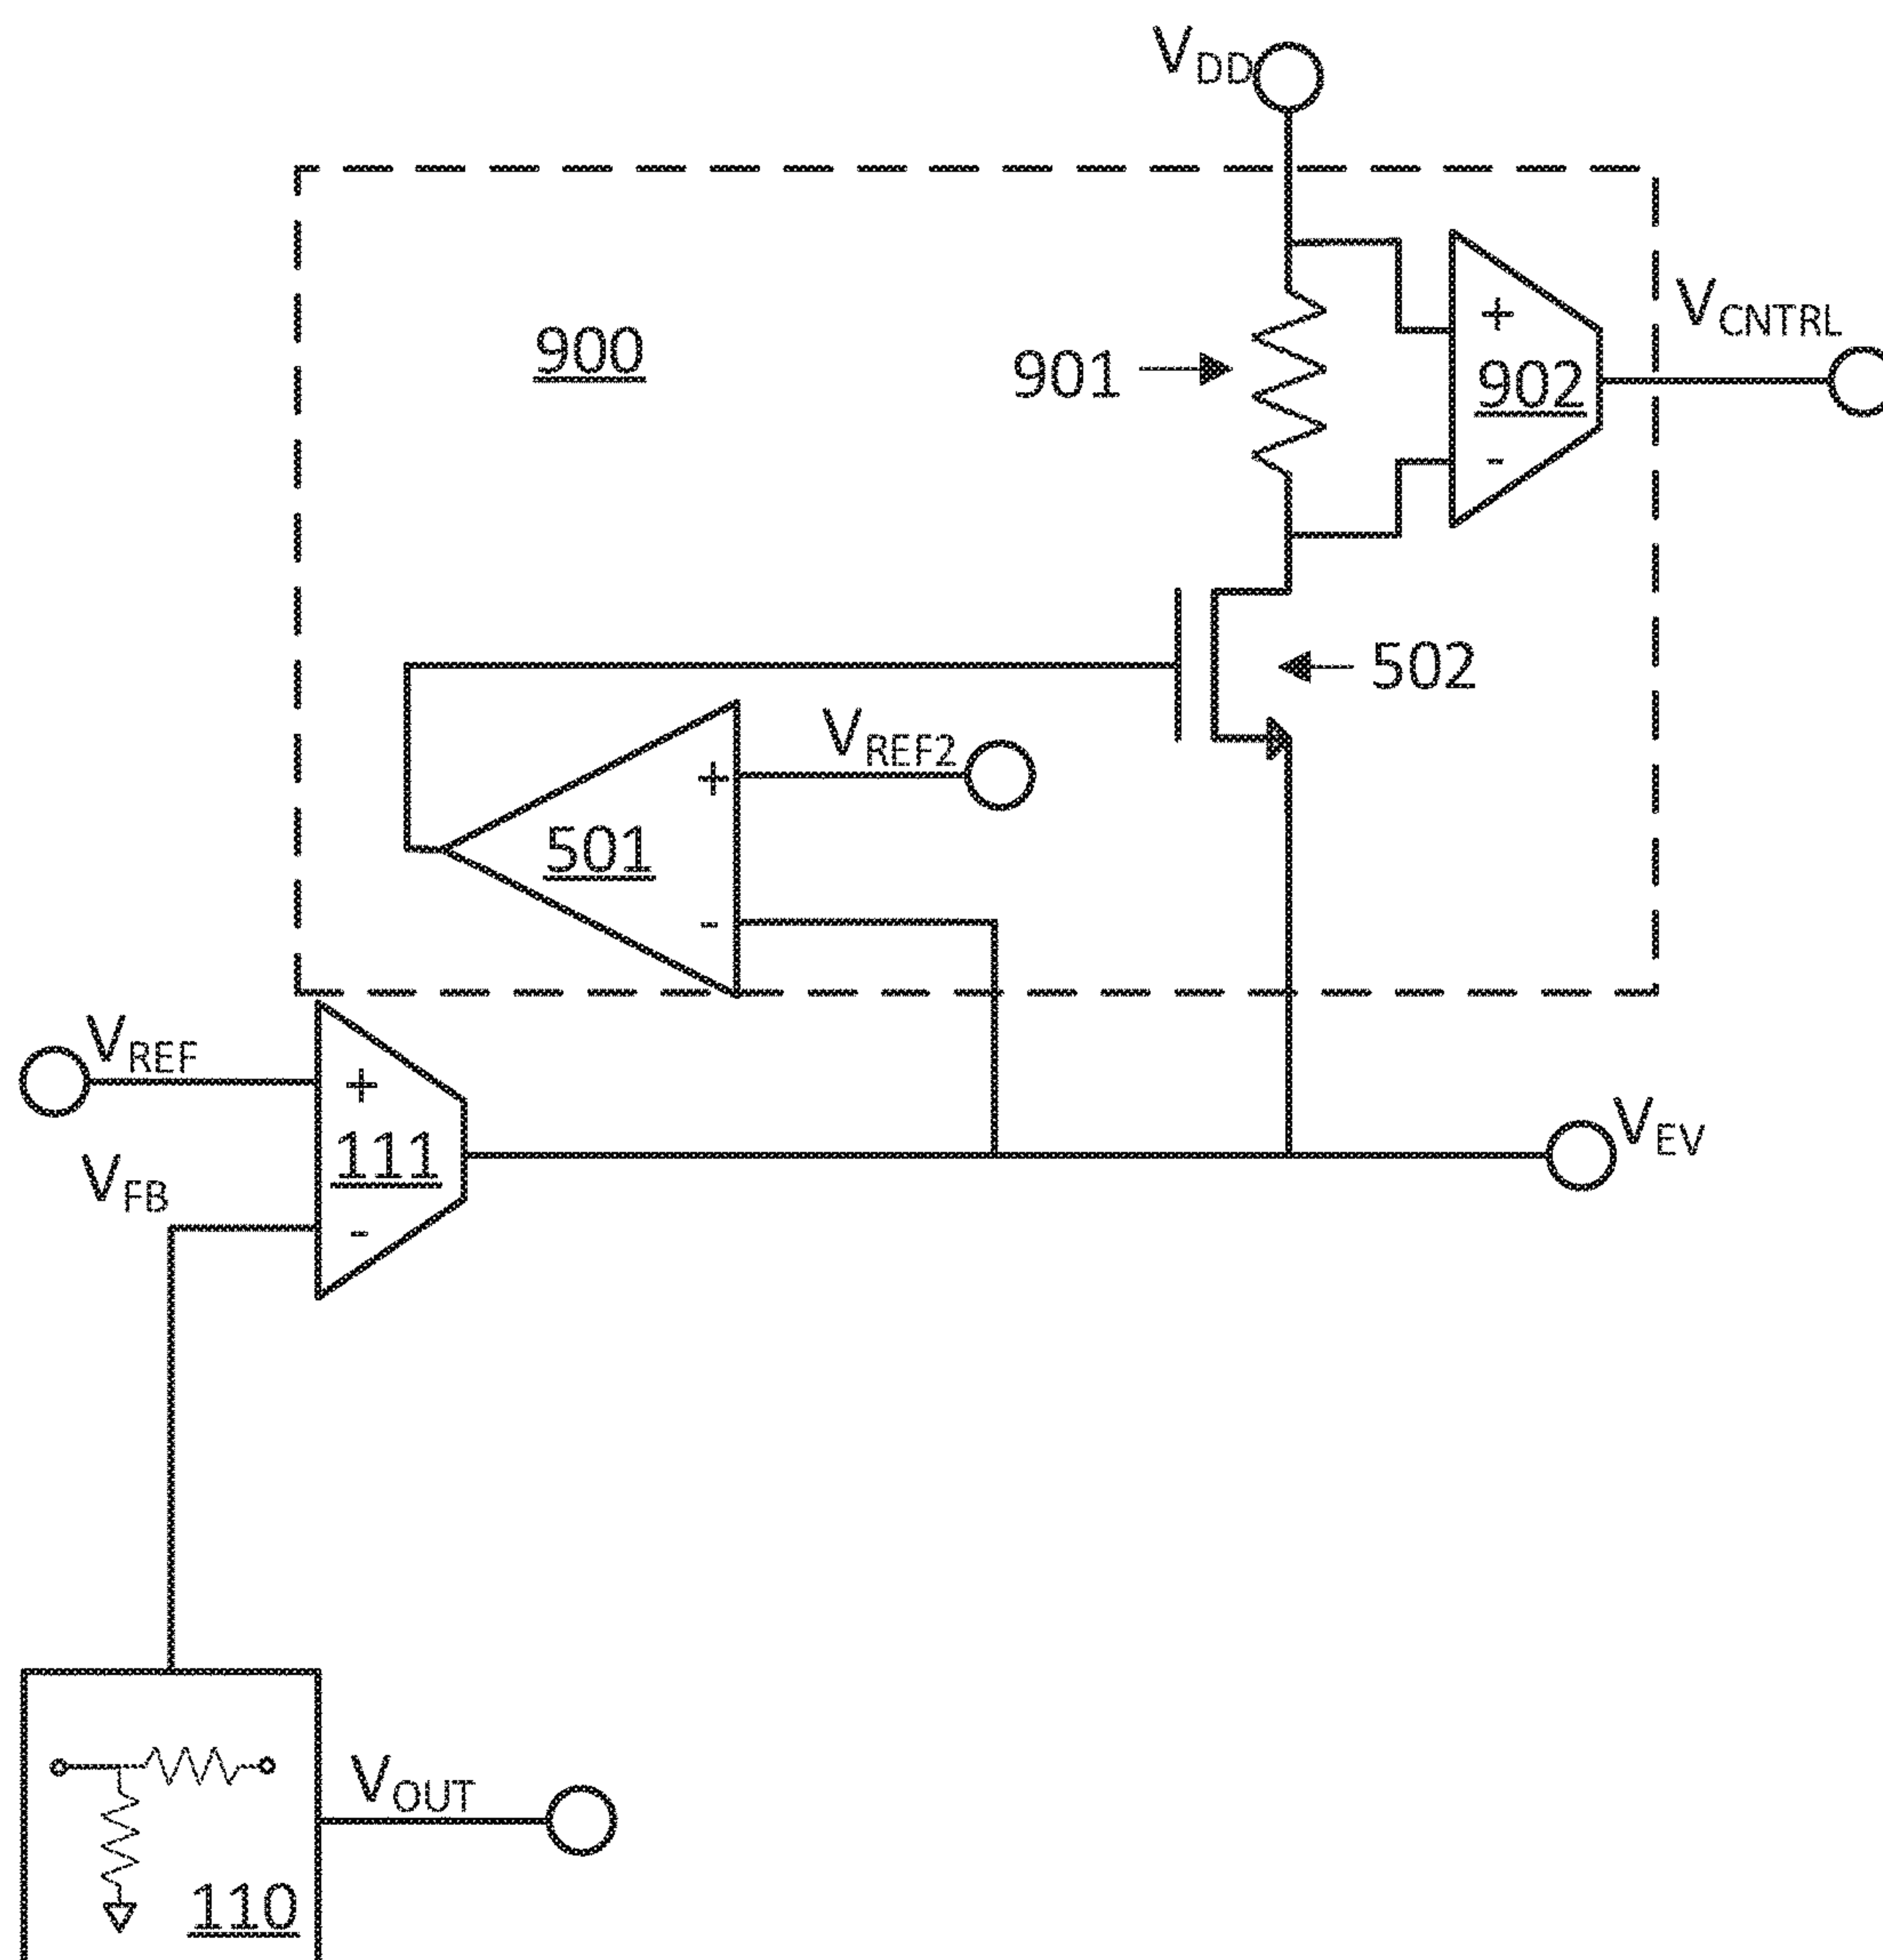 VDD
900
901
+
902
-
VCNTRL
502
VREF2
+
501
-
VREF
+
111
-
VFB
VEV
VOUT
110